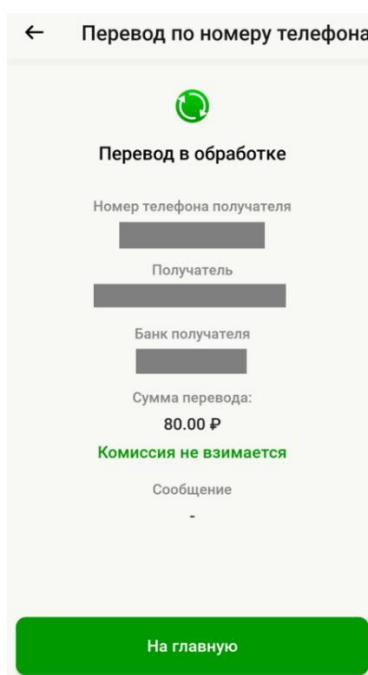 Перевод по номеру телефона
Перевод в обработке
Номер телефона получателя
Получатель
Банк получателя
Сумма перевода:
80.00 ₽
Комиссия не взимается
Сообщение
-
На главную